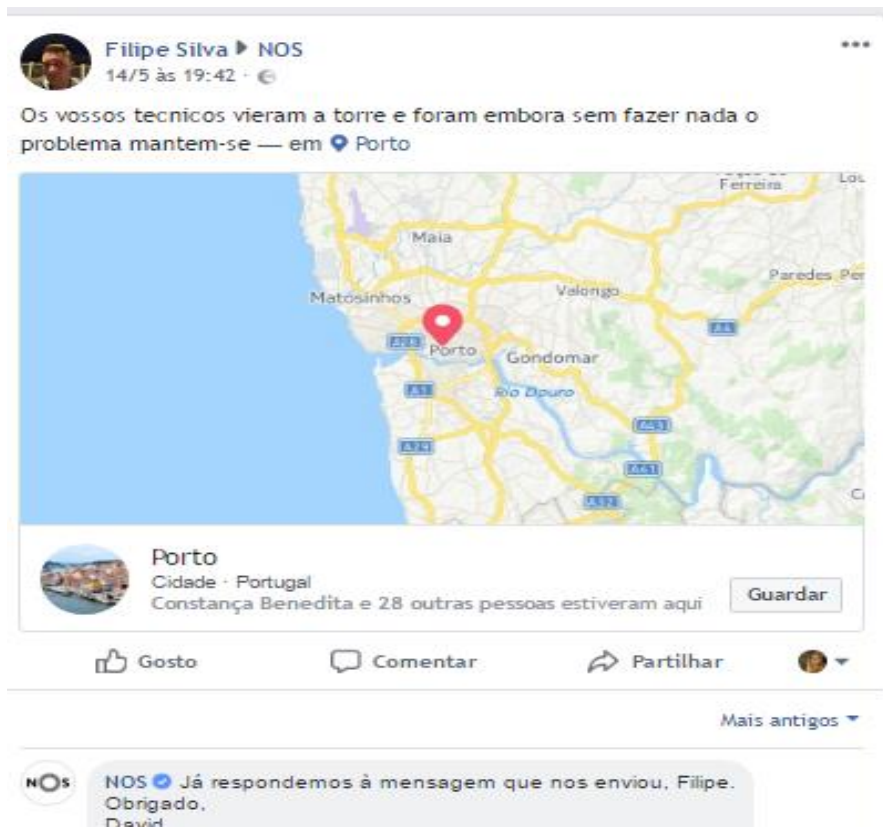 Filipe Silva ▶ NOS
14/5 às 19:42 ·
Os vossos tecnicos vieram a torre e foram embora sem fazer nada o
problema mantem-se — em Porto
Ferreira
Maia
Paredes
Matosinhos
Valongo
A4
A28
Porto
Gondomar
A1
Rio Douro
A43
A29
A41
A32
Porto
Cidade · Portugal
Constança Benedita e 28 outras pessoas estiveram aqui
Guardar
Gosto
Comentar
Partilhar
Mais antigos
NOS
NOS Já respondemos à mensagem que nos enviou, Filipe.
Obrigado,
David